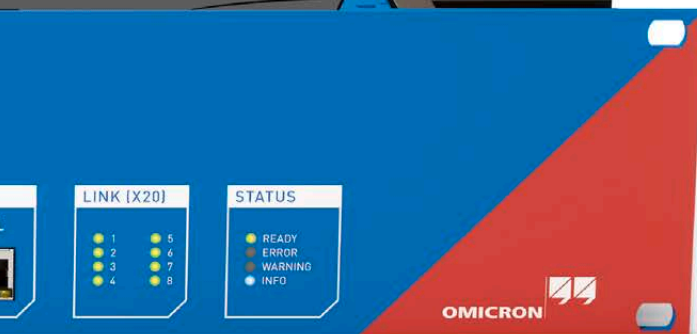 LINK (X20)
1 5
2 6
3 7
4 8
STATUS
READY
ERROR
WARNING
INFO
OMICRON